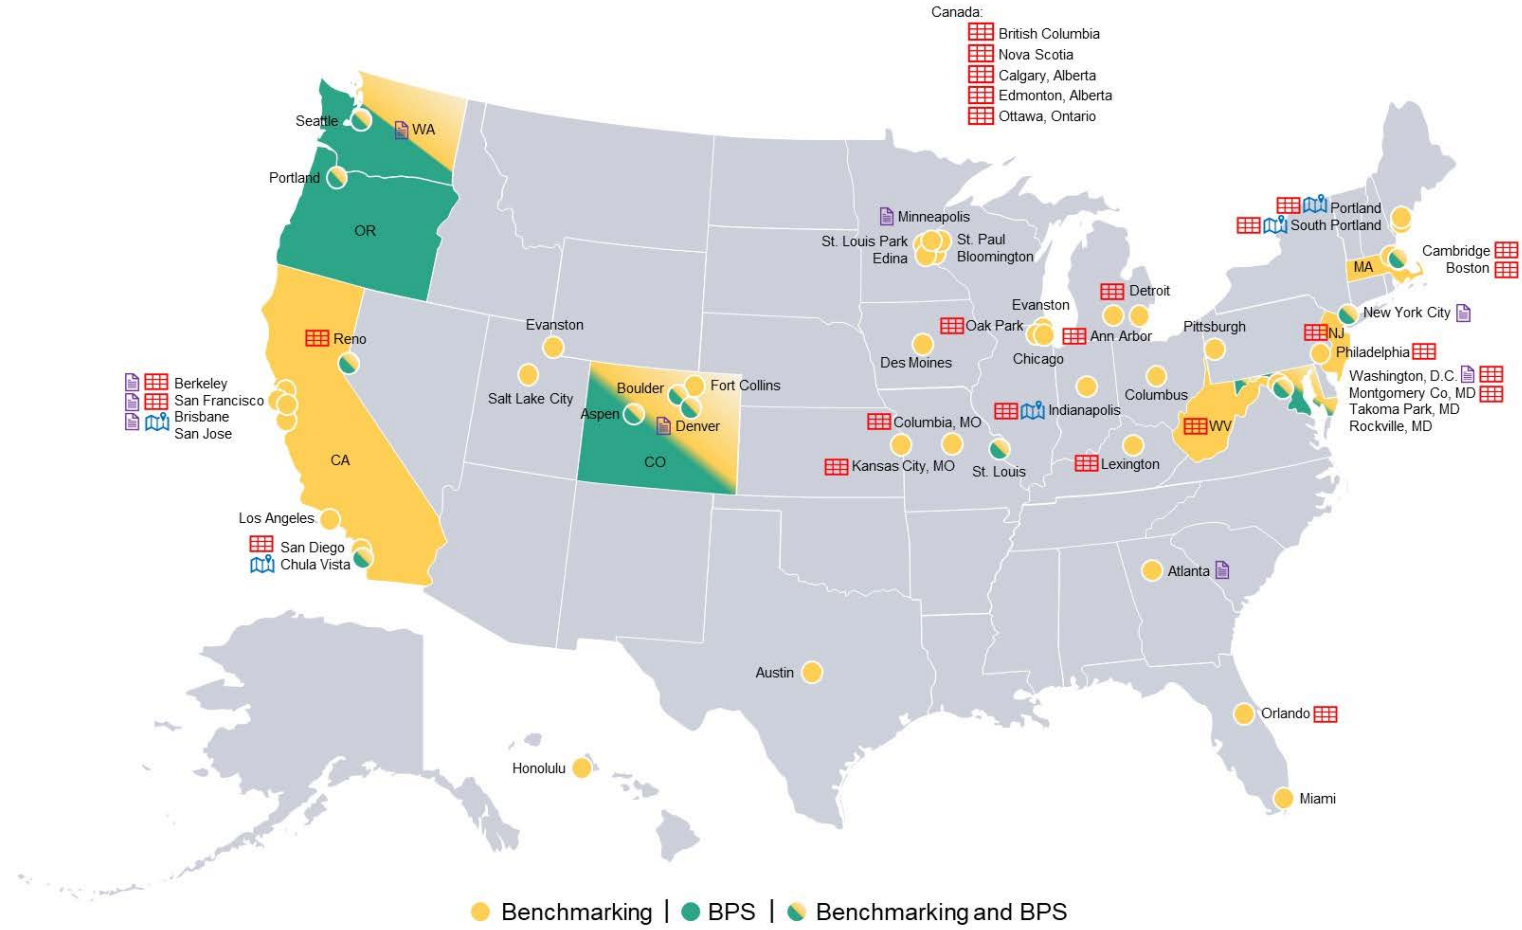 Canada:
British Columbia
Nova Scotia
Calgary, Alberta
Edmonton, Alberta
Ottawa, Ontario
Seattle
WA
Portland
OR
Minneapolis
St. Louis Park
St. Paul
Edina
Bloomington
Portland
South Portland
Cambridge
Boston
MA
Detroit
Evanston
Oak Park
Ann Arbor
Chicago
New York City
Pittsburgh
NJ
Philadelphia
Reno
Evanston
Des Moines
Salt Lake City
Boulder
Fort Collins
Aspen
Denver
CO
Columbus
Indianapolis
Washington, D.C.
Montgomery Co, MD
Takoma Park, MD
Rockville, MD
Berkeley
San Francisco
Brisbane
San Jose
CA
Columbia, MO
Kansas City, MO
St. Louis
Lexington
WV
Los Angeles
San Diego
Chula Vista
Atlanta
Austin
Orlando
Honolulu
Miami
Benchmarking | BPS | Benchmarking and BPS